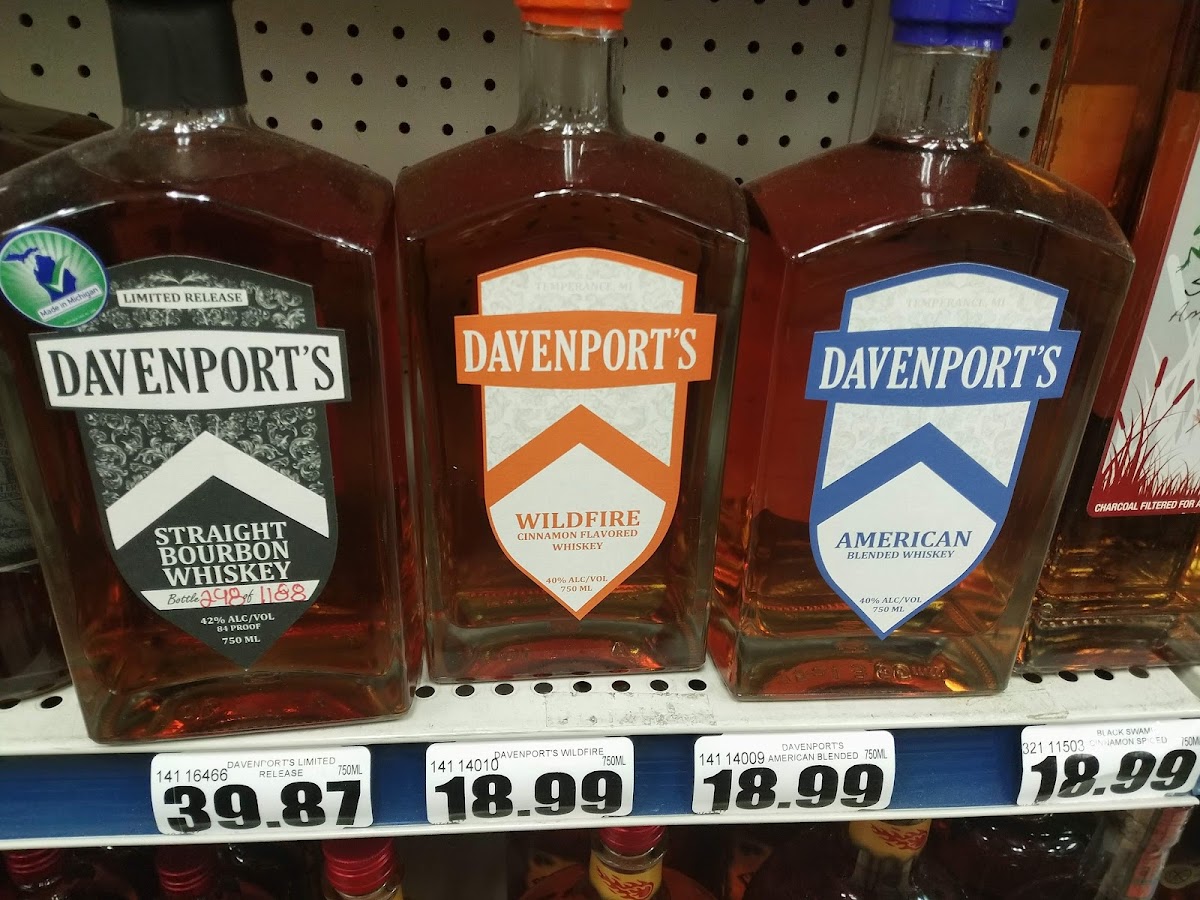 Made in Michigan
LIMITED RELEASE
DAVENPORT'S
STRAIGHT
BOURBON
WHISKEY
Bottle 298 of 1188
42% ALC/VOL
84 PROOF
750 ML
TEMPERANCE, MI
DAVENPORT'S
WILDFIRE
CINNAMON FLAVORED
WHISKEY
40% ALC/VOL
750 ML
TEMPERANCE, MI
DAVENPORT'S
AMERICAN
BLENDED WHISKEY
40% ALC/VOL
750 ML
CHARCOAL FILTERED FOR
141 16466 DAVENPORT'S LIMITED
RELEASE 750ML
39.87
141 14010 DAVENPORT'S WILDFIRE
750ML
18.99
141 14009 DAVENPORT'S
AMERICAN BLENDED 750ML
18.99
321 11503 BLACK SWAMP
CINNAMON SPICED 750ML
18.99